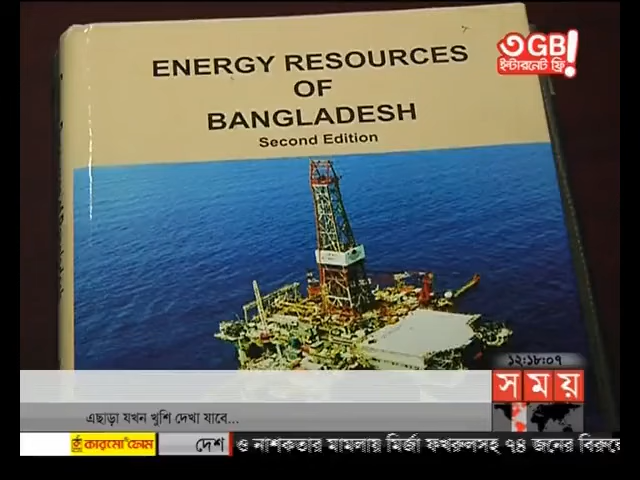 ENERGY RESOURCES
OF
BANGLADESH
Second Edition
৩GB!
ইন্টারনেট ফ্রি
১২:১৮:০৭
সময়
এছাড়া যখন খুশি দেখা যাবে...
কারমো ফোম
দেশ
ও নাশকতার মামলায় মির্জা ফখরুলসহ ৭৪ জনের বিরুদ্ধে